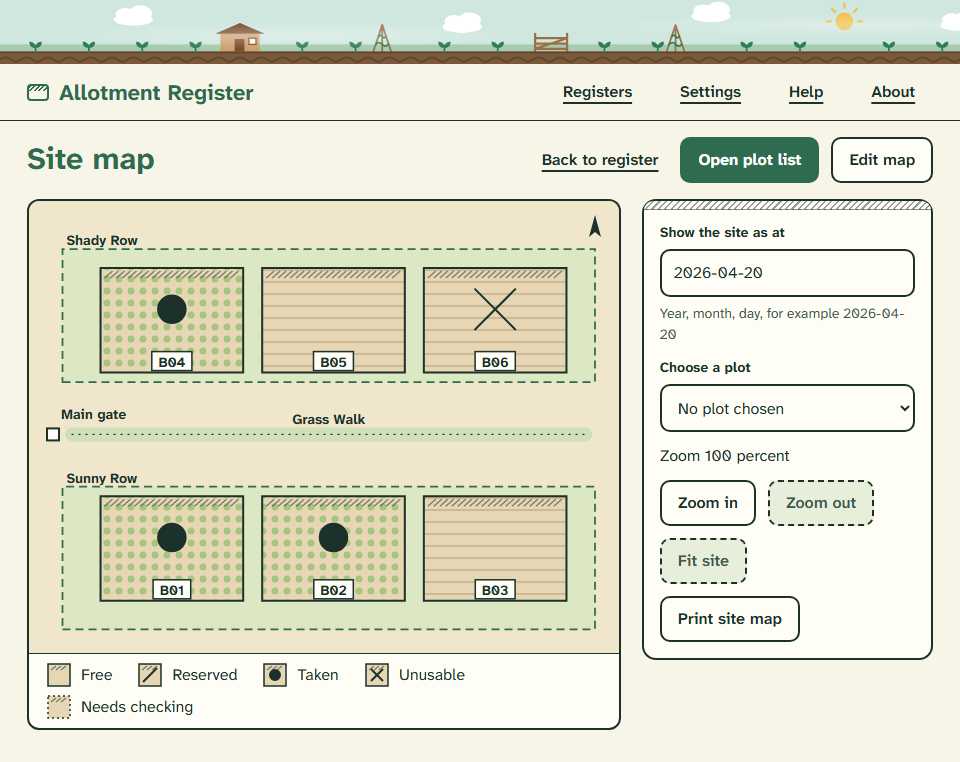 Allotment Register
Registers
Settings
Help
About
Site map
Back to register
Open plot list
Edit map
Shady Row
B04
B05
B06
Main gate
Grass Walk
Sunny Row
B01
B02
B03
Free
Reserved
Taken
Unusable
Needs checking
Show the site as at
2026-04-20
Year, month, day, for example 2026-04-
20
Choose a plot
No plot chosen
Zoom 100 percent
Zoom in
Zoom out
Fit site
Print site map